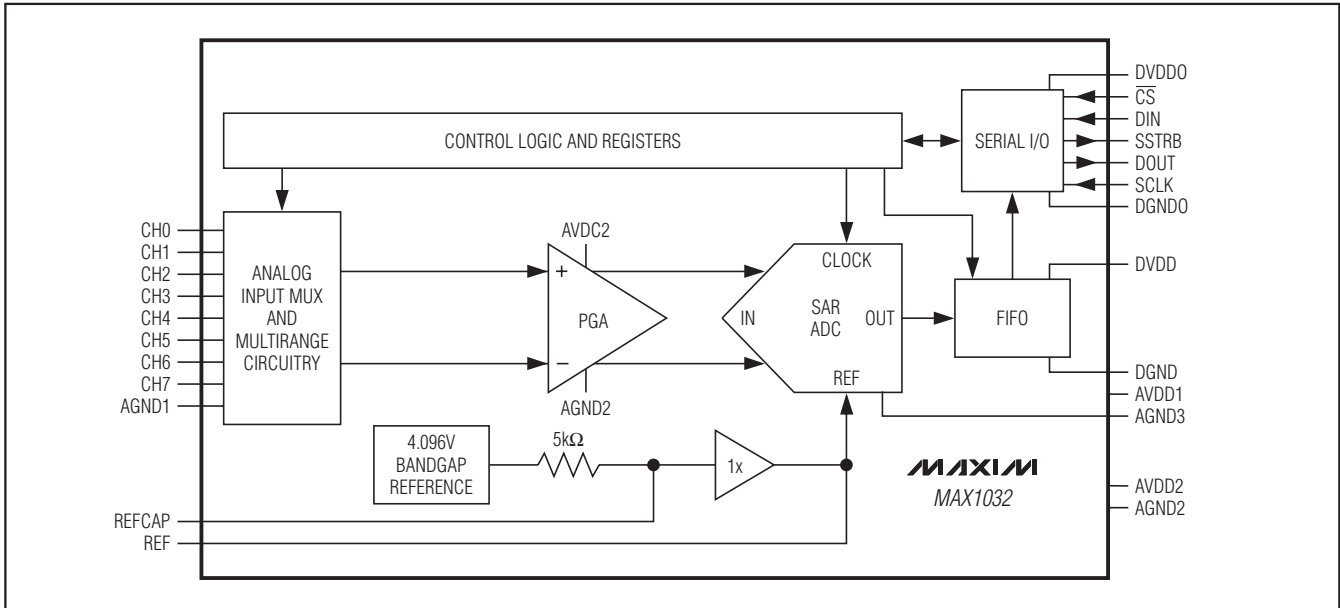 CONTROL LOGIC AND REGISTERS
SERIAL I/O
DVDDO
CS
DIN
SSTRB
DOUT
SCLK
DGNDO
CH0
CH1
CH2
CH3
CH4
CH5
CH6
CH7
AGND1
ANALOG
INPUT MUX
AND
MULTIRANGE
CIRCUITRY
AVDC2
+
PGA
−
AGND2
CLOCK
IN
SAR
ADC
OUT
REF
FIFO
DVDD
DGND
AVDD1
AGND3
4.096V
BANDGAP
REFERENCE
5kΩ
1x
MAXIM
MAX1032
AVDD2
AGND2
REFCAP
REF